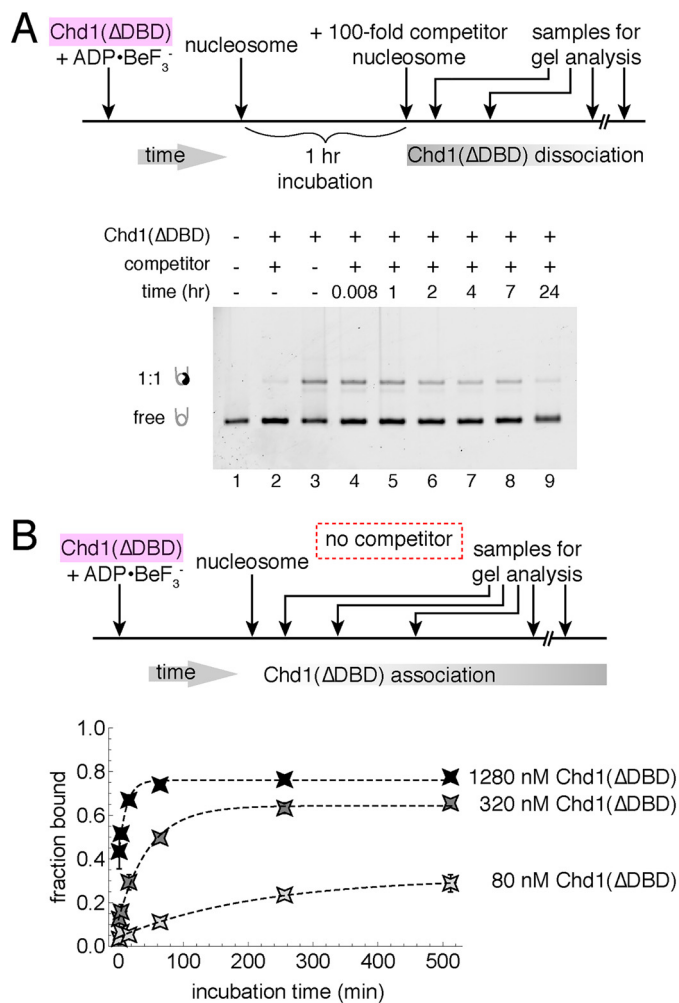 A
Chd1(ΔDBD)
+ ADP•BeF₃⁻
nucleosome
+ 100-fold competitor
nucleosome
samples for
gel analysis
time
1 hr
incubation
Chd1(ΔDBD) dissociation
Chd1(ΔDBD) - + + + + + + + +
competitor - + - + + + + + +
time (hr) - - - 0.008 1 2 4 7 24
1:1
free
1 2 3 4 5 6 7 8 9
B
Chd1(ΔDBD)
+ ADP•BeF₃⁻
nucleosome
no competitor
samples for
gel analysis
time
Chd1(ΔDBD) association
fraction bound
1.0
0.8
0.6
0.4
0.2
0.0
1280 nM Chd1(ΔDBD)
320 nM Chd1(ΔDBD)
80 nM Chd1(ΔDBD)
0 100 200 300 400 500
incubation time (min)